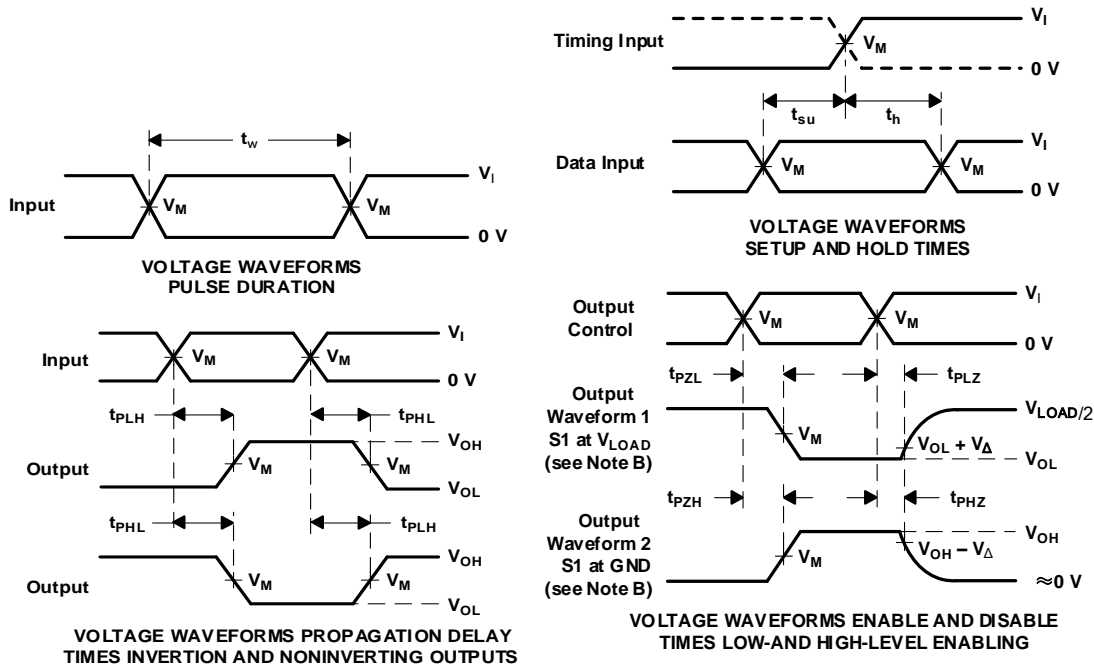 t_w
Input
V_M
V_M
V_I
0 V
VOLTAGE WAVEFORMS
PULSE DURATION
Timing Input
V_M
V_I
0 V
t_su
t_h
Data Input
V_M
V_M
V_I
0 V
VOLTAGE WAVEFORMS
SETUP AND HOLD TIMES
Input
V_M
V_M
V_I
0 V
t_PLH
t_PHL
Output
V_M
V_M
V_OH
V_OL
t_PHL
t_PLH
Output
V_M
V_M
V_OH
V_OL
VOLTAGE WAVEFORMS PROPAGATION DELAY
TIMES INVERTION AND NONINVERTING OUTPUTS
Output
Control
V_M
V_M
V_I
0 V
t_PZL
t_PLZ
Output
Waveform 1
S1 at V_LOAD
(see Note B)
V_M
V_LOAD/2
V_OL + V_Δ
V_OL
t_PZH
t_PHZ
Output
Waveform 2
S1 at GND
(see Note B)
V_M
V_OH
V_OH − V_Δ
≈0 V
VOLTAGE WAVEFORMS ENABLE AND DISABLE
TIMES LOW-AND HIGH-LEVEL ENABLING